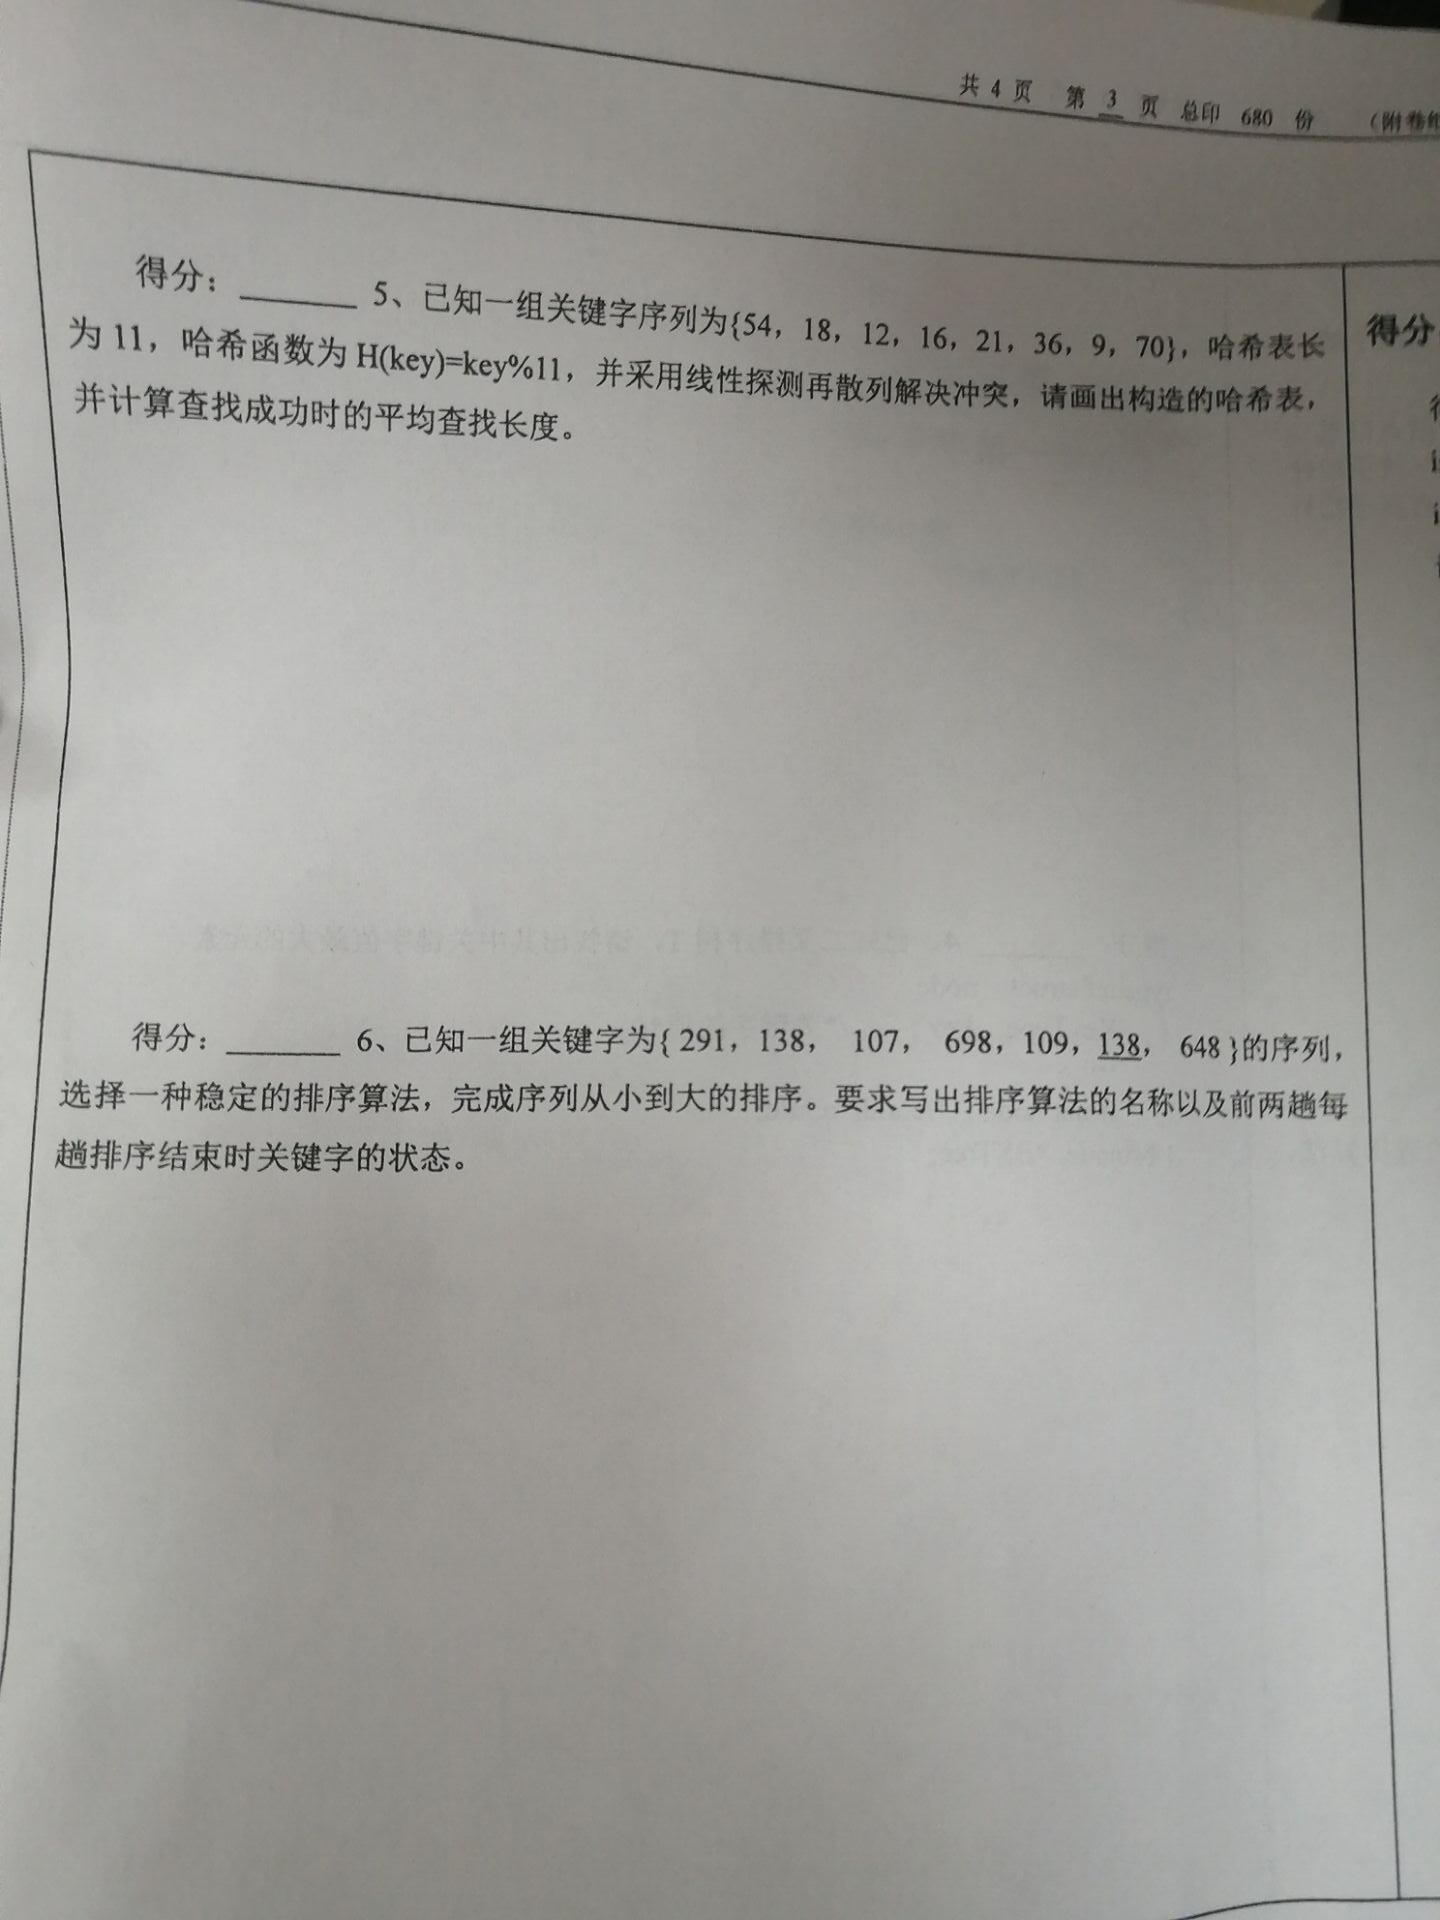 共 4 页 第 3 页 总印 680 份 （附卷纸
得分：______ 5、已知一组关键字序列为{54，18，12，16，21，36，9，70}，哈希表长
为 11，哈希函数为 H(key)=key%11，并采用线性探测再散列解决冲突，请画出构造的哈希表，
并计算查找成功时的平均查找长度。
得分：______ 6、已知一组关键字为{ 291，138， 107， 698，109，138， 648 }的序列，
选择一种稳定的排序算法，完成序列从小到大的排序。要求写出排序算法的名称以及前两趟每
趟排序结束时关键字的状态。
得分